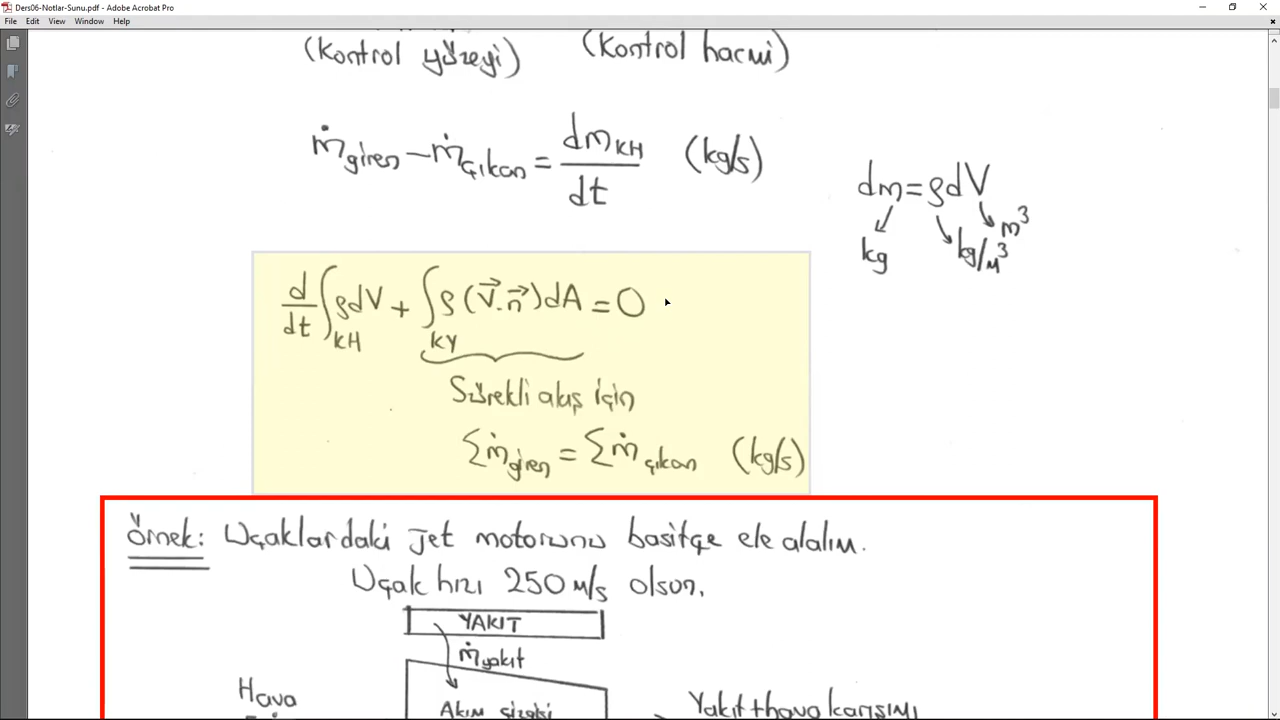 Ders06-Notlar-Sunu.pdf - Adobe Acrobat Pro
File Edit View Window Help
(Kontrol yüzeyi) (Kontrol hacmi)
ṁgiren − ṁçıkan = dmKH/dt (kg/s)
dm = ρdV
kg kg/m³ m³
d/dt ∫KH ρdV + ∫KY ρ(V⃗.n⃗)dA = 0
Sürekli akış için
Σṁgiren = Σṁçıkan (kg/s)
Örnek: Uçaklardaki jet motorunu basitçe ele alalım.
Uçak hızı 250 m/s olsun.
YAKIT
ṁyakıt
Hava
Akım çizgisi
Yakıt+hava karışımı